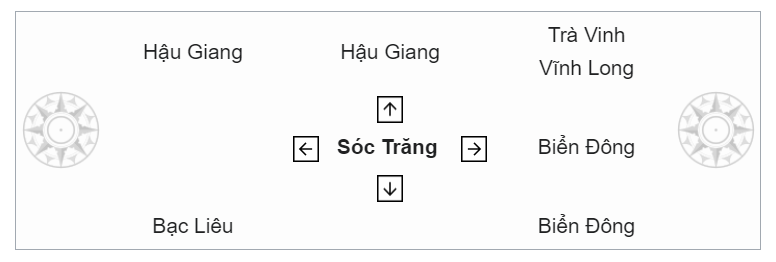 Hậu Giang
Hậu Giang
Trà Vinh
Vĩnh Long
Sóc Trăng
Biển Đông
Bạc Liêu
Biển Đông